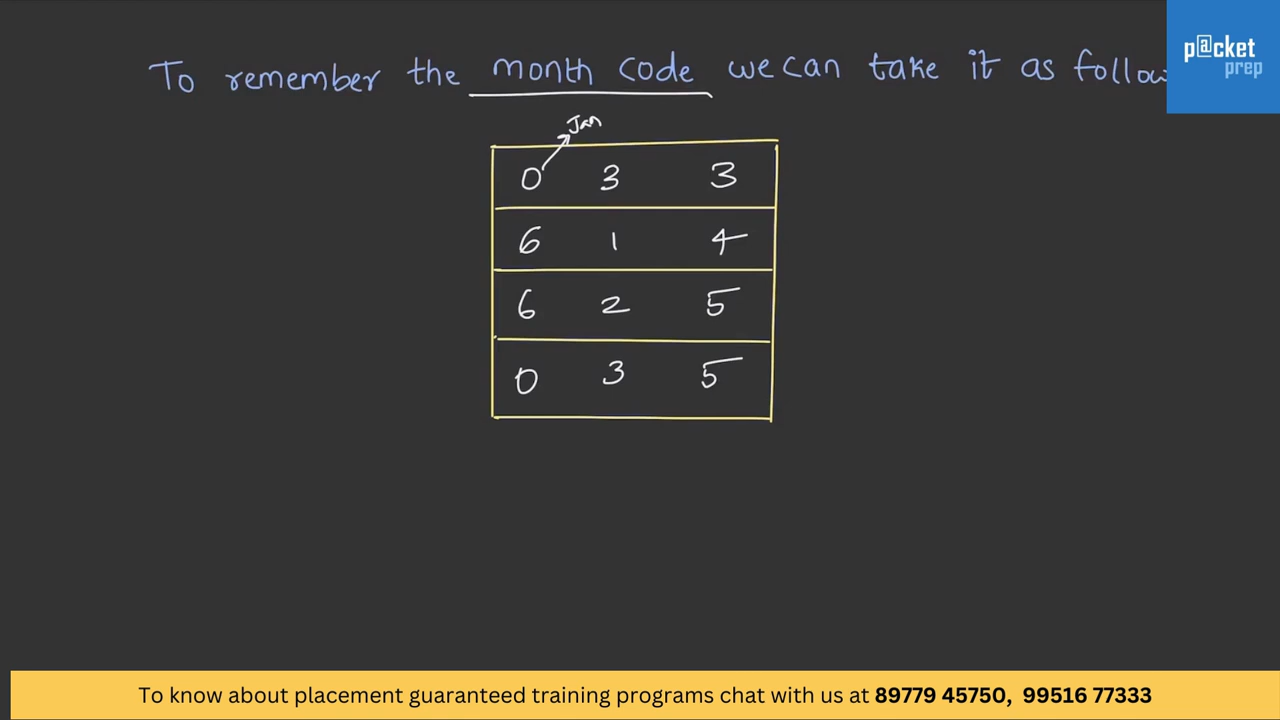 To remember the month code we can take it as follow
p@cket
prep
Jan
0 3 3
6 1 4
6 2 5
0 3 5
To know about placement guaranteed training programs chat with us at 89779 45750, 99516 77333